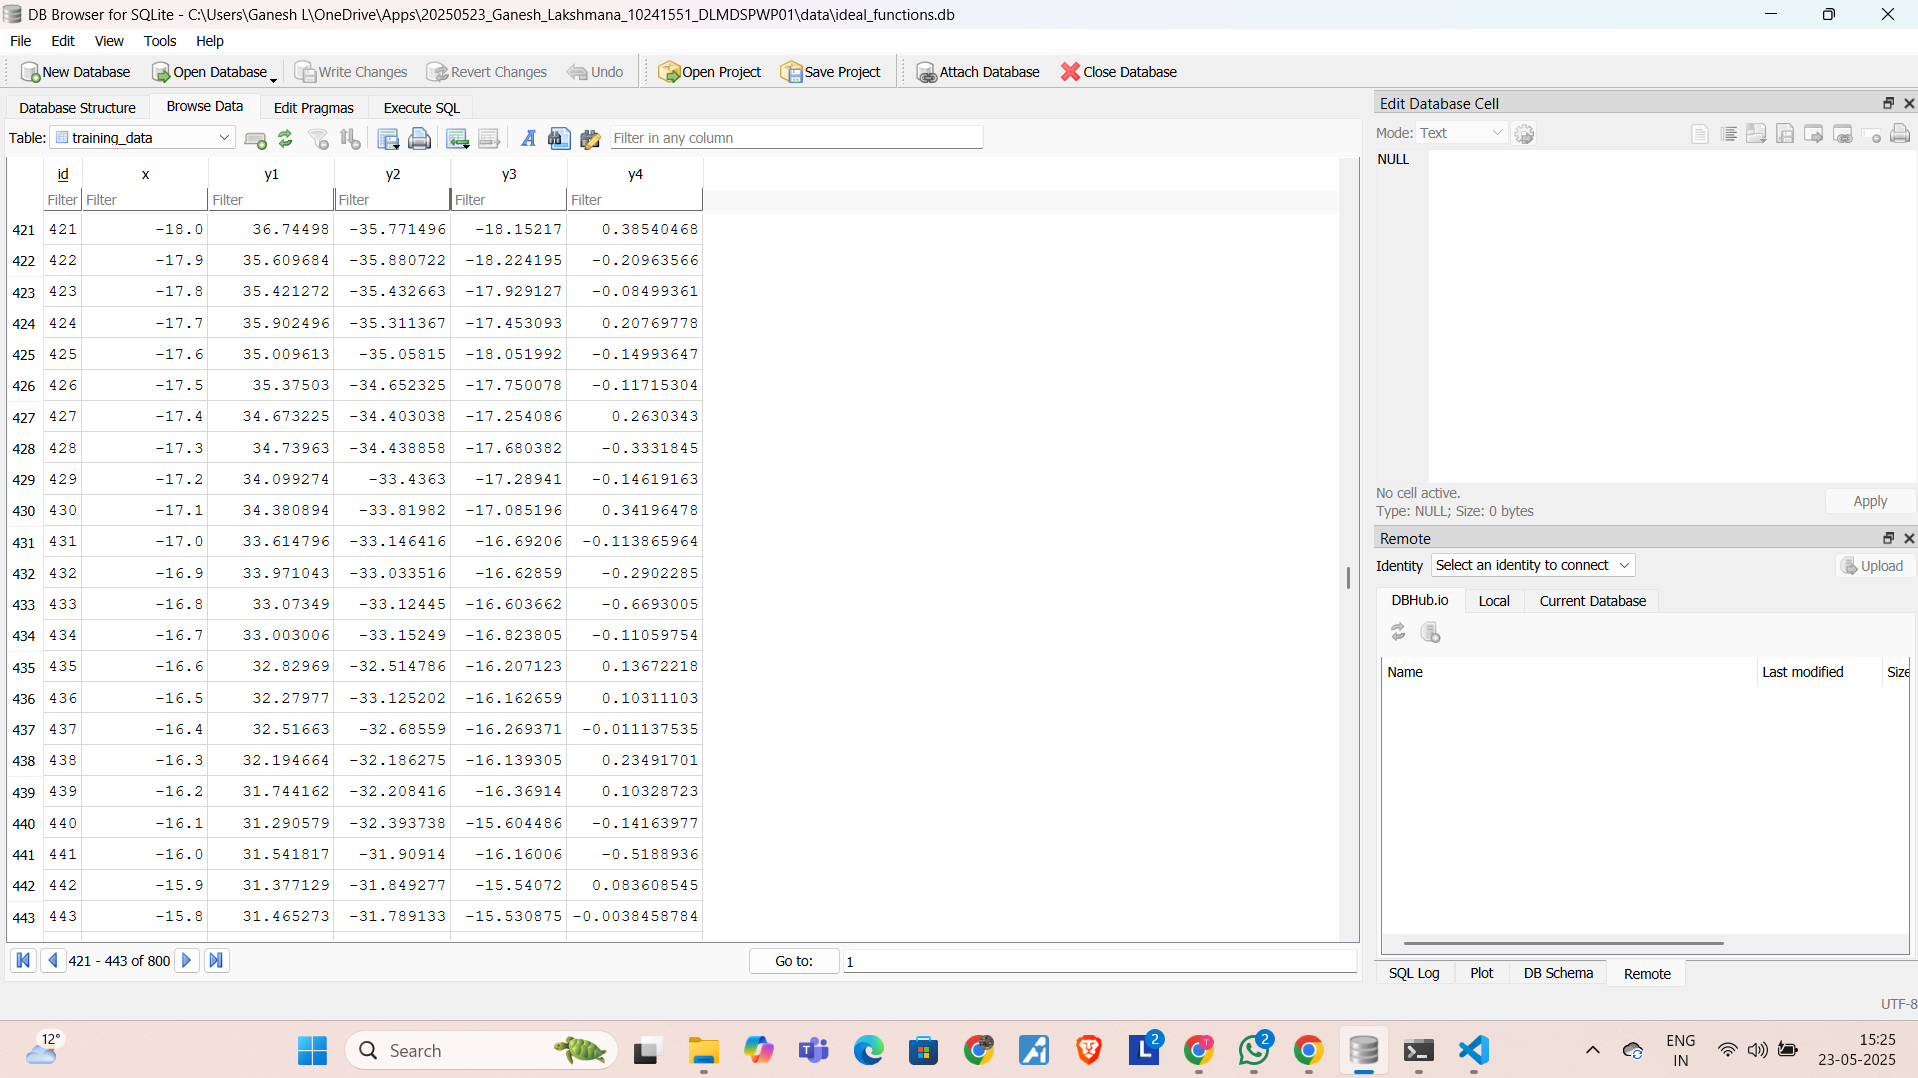 DB Browser for SQLite - C:\Users\Ganesh L\OneDrive\Apps\20250523_Ganesh_Lakshmana_10241551_DLMDSPWP01\data\ideal_functions.db
File Edit View Tools Help
New Database Open Database Write Changes Revert Changes Undo Open Project Save Project Attach Database Close Database
Database Structure Browse Data Edit Pragmas Execute SQL
Table: training_data Filter in any column
id x y1 y2 y3 y4
Filter Filter Filter Filter Filter Filter
421 421 -18.0 36.74498 -35.771496 -18.15217 0.38540468
422 422 -17.9 35.609684 -35.880722 -18.224195 -0.20963566
423 423 -17.8 35.421272 -35.432663 -17.929127 -0.08499361
424 424 -17.7 35.902496 -35.311367 -17.453093 0.20769778
425 425 -17.6 35.009613 -35.05815 -18.051992 -0.14993647
426 426 -17.5 35.37503 -34.652325 -17.750078 -0.11715304
427 427 -17.4 34.673225 -34.403038 -17.254086 0.2630343
428 428 -17.3 34.73963 -34.438858 -17.680382 -0.3331845
429 429 -17.2 34.099274 -33.4363 -17.28941 -0.14619163
430 430 -17.1 34.380894 -33.81982 -17.085196 0.34196478
431 431 -17.0 33.614796 -33.146416 -16.69206 -0.113865964
432 432 -16.9 33.971043 -33.033516 -16.62859 -0.2902285
433 433 -16.8 33.07349 -33.12445 -16.603662 -0.6693005
434 434 -16.7 33.003006 -33.15249 -16.823805 -0.11059754
435 435 -16.6 32.82969 -32.514786 -16.207123 0.13672218
436 436 -16.5 32.27977 -33.125202 -16.162659 0.10311103
437 437 -16.4 32.51663 -32.68559 -16.269371 -0.011137535
438 438 -16.3 32.194664 -32.186275 -16.139305 0.23491701
439 439 -16.2 31.744162 -32.208416 -16.36914 0.10328723
440 440 -16.1 31.290579 -32.393738 -15.604486 -0.14163977
441 441 -16.0 31.541817 -31.90914 -16.16006 -0.5188936
442 442 -15.9 31.377129 -31.849277 -15.54072 0.083608545
443 443 -15.8 31.465273 -31.789133 -15.530875 -0.0038458784
421 - 443 of 800 Go to: 1
Edit Database Cell
Mode: Text
NULL
No cell active.
Type: NULL; Size: 0 bytes
Apply
Remote
Identity Select an identity to connect Upload
DBHub.io Local Current Database
Name Last modified Size
SQL Log Plot DB Schema Remote
UTF-8
12°
Search
2
T
2
ENG
IN
15:25
23-05-2025